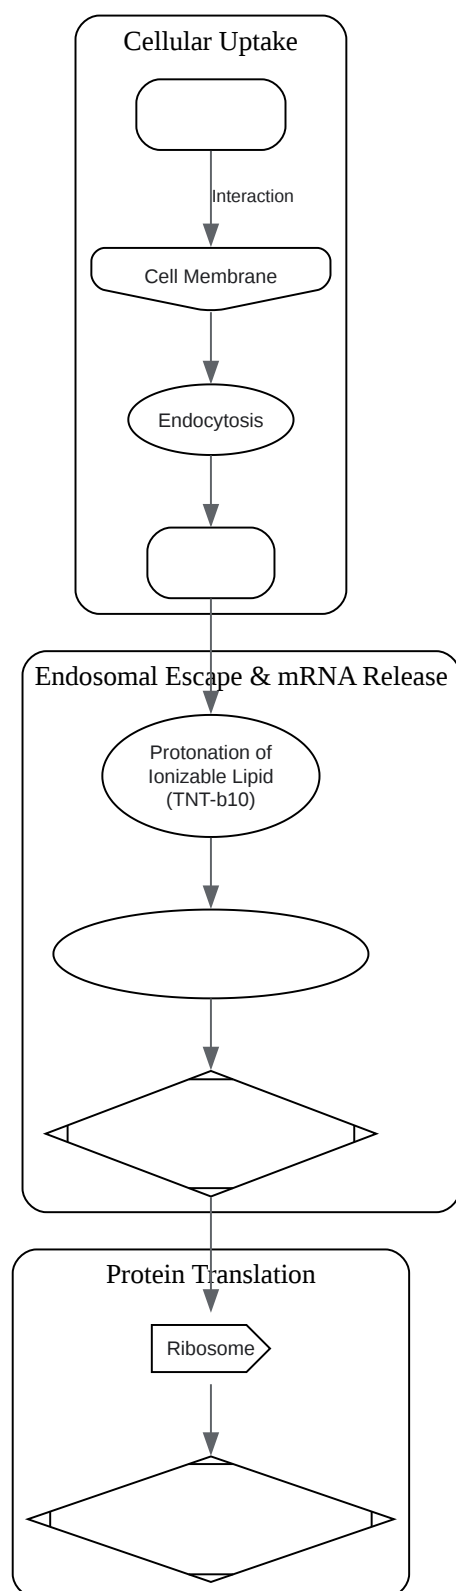 Cellular Uptake
Interaction
Cell Membrane
Endocytosis
Endosomal Escape & mRNA Release
Protonation of
Ionizable Lipid
(TNT-b10)
Protein Translation
Ribosome